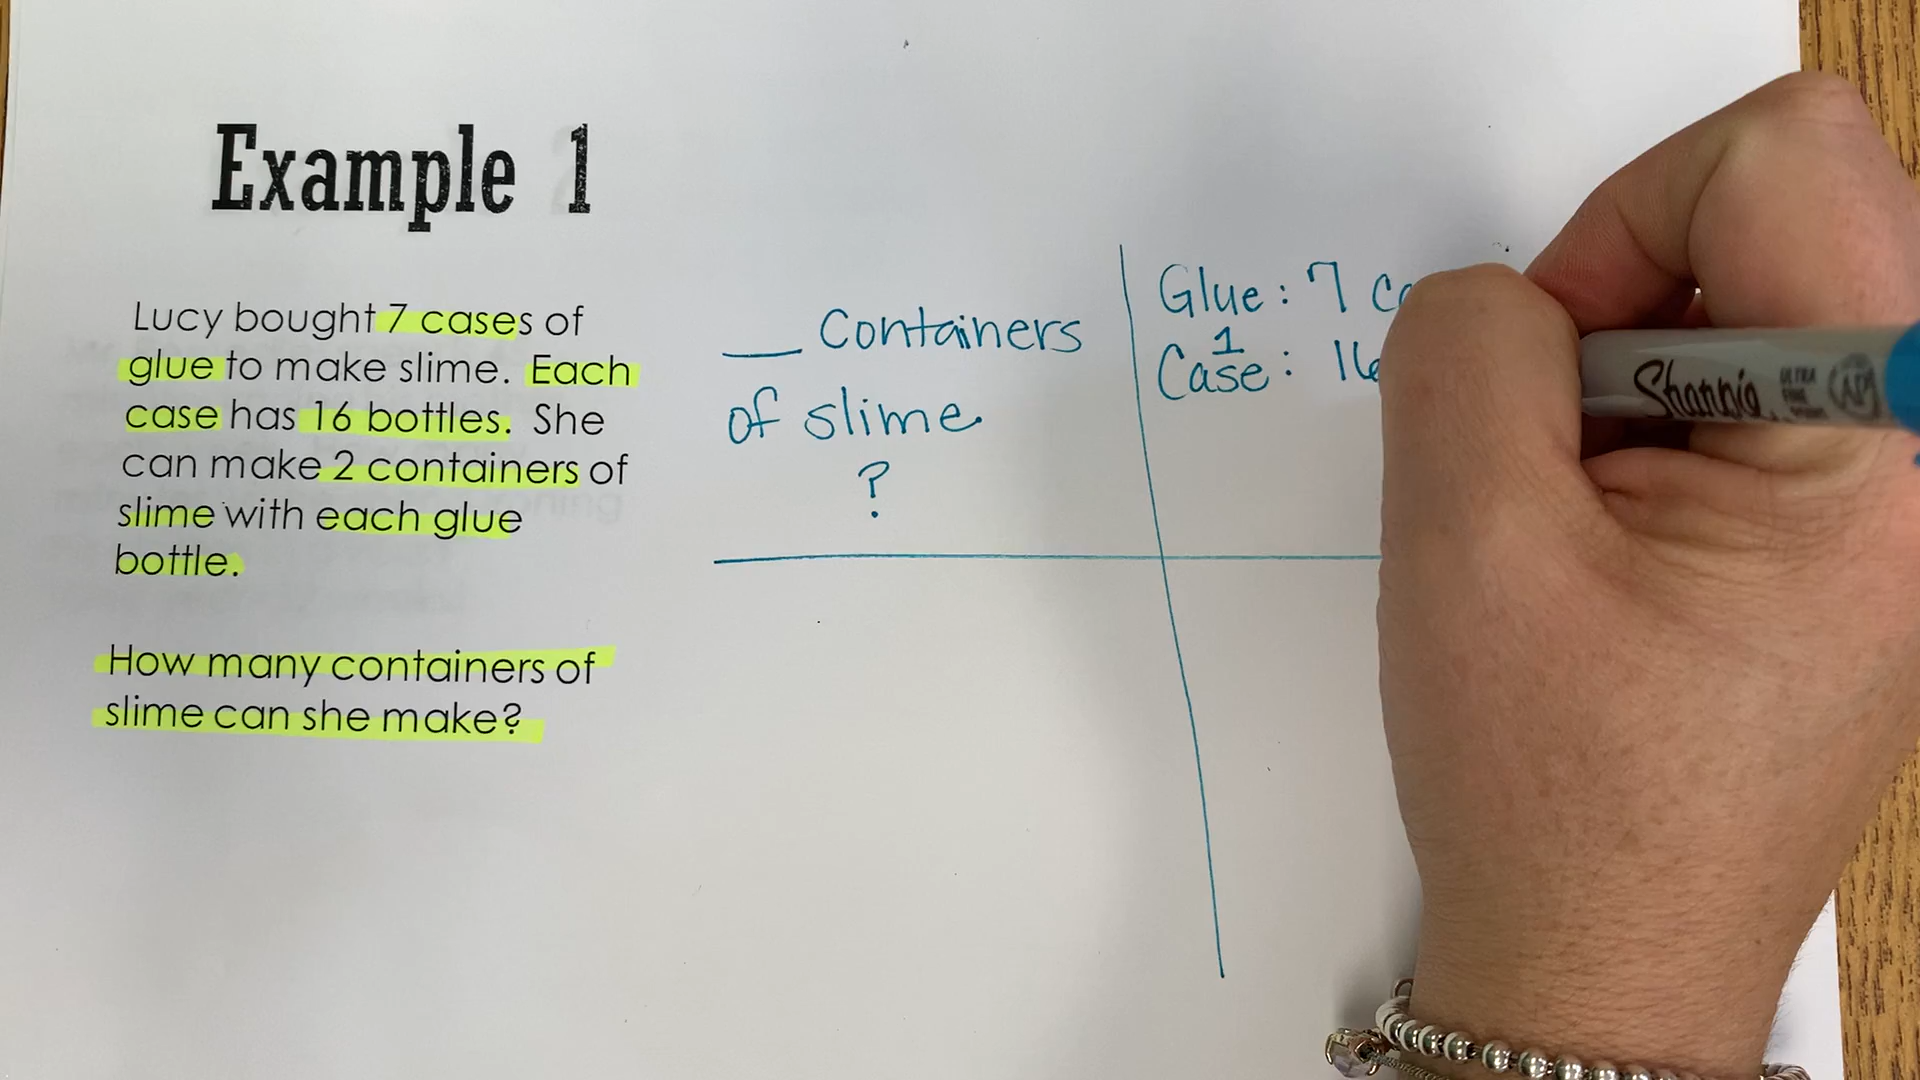 Example 1
Lucy bought 7 cases of
glue to make slime. Each
case has 16 bottles. She
can make 2 containers of
slime with each glue
bottle.
How many containers of
slime can she make?
__ Containers
of slime
?
Glue: 7
1
Case: 16
Sharpie